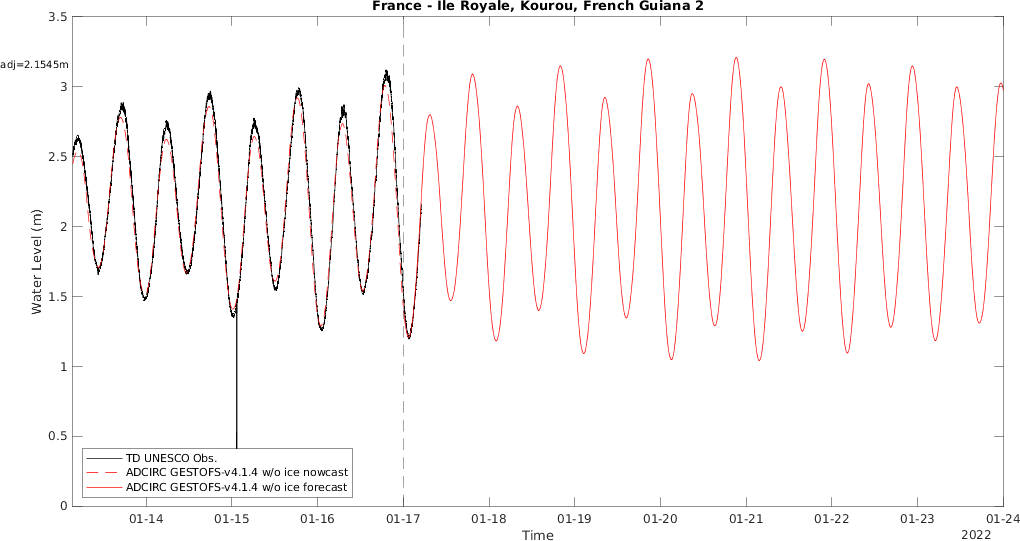 France - Ile Royale, Kourou, French Guiana 2
adj=2.1545m
3.5
3
2.5
2
1.5
1
0.5
0
Water Level (m)
TD UNESCO Obs.
ADCIRC GESTOFS-v4.1.4 w/o ice nowcast
ADCIRC GESTOFS-v4.1.4 w/o ice forecast
01-14 01-15 01-16 01-17 01-18 01-19 01-20 01-21 01-22 01-23 01-24
Time
2022